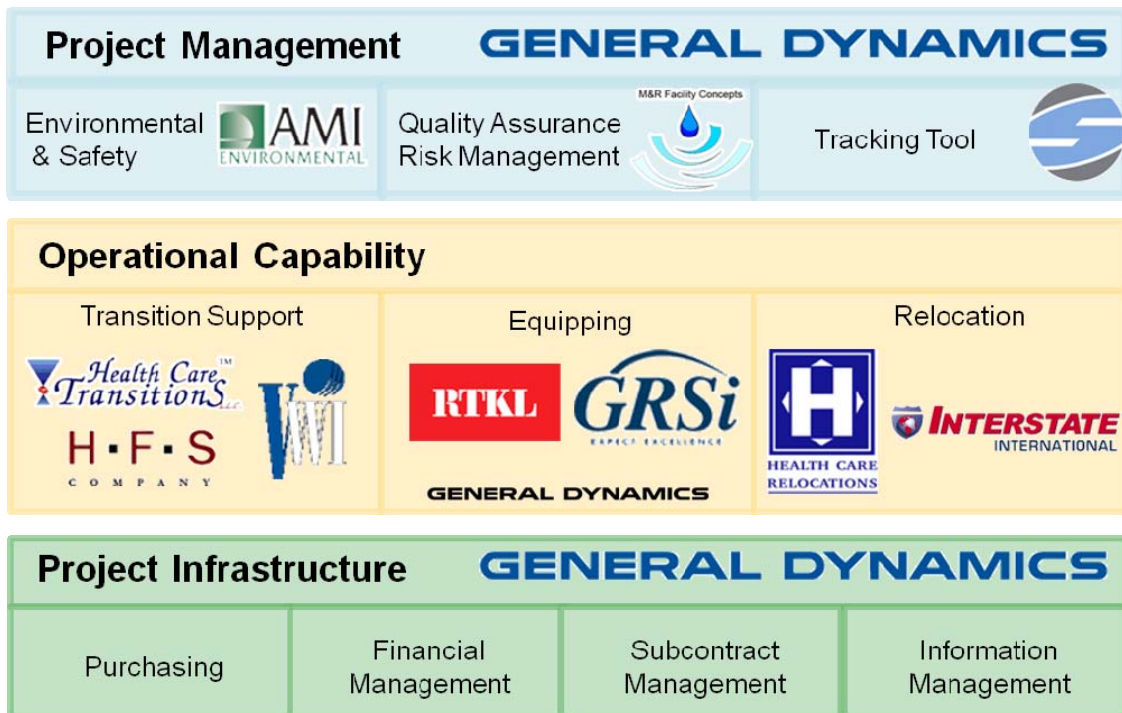 Project Management GENERAL DYNAMICS
Environmental
& Safety
AMI
ENVIRONMENTAL
Quality Assurance
Risk Management
M&R Facility Concepts
Tracking Tool
Operational Capability
Transition Support
Health Care™
Transitions L.L.C.
H·F·S
COMPANY
VWI
Equipping
RTKL
GRSi
EXPECT EXCELLENCE
GENERAL DYNAMICS
Relocation
H
HEALTH CARE
RELOCATIONS
INTERSTATE
INTERNATIONAL
Project Infrastructure GENERAL DYNAMICS
Purchasing
Financial
Management
Subcontract
Management
Information
Management